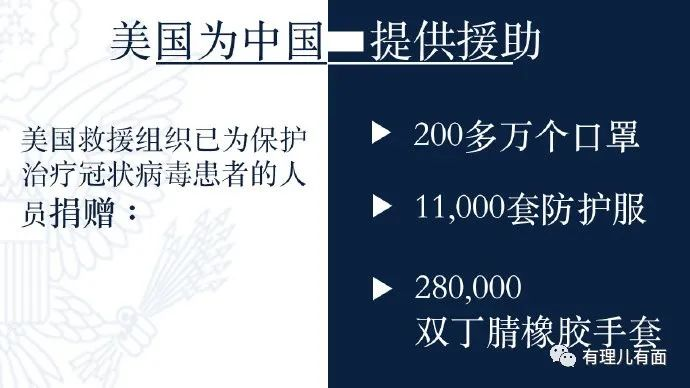 美国为中国 提供援助
美国救援组织已为保护
治疗冠状病毒患者的人
员捐赠：
200多万个口罩
11,000套防护服
280,000
双丁腈橡胶手套
有理儿有面